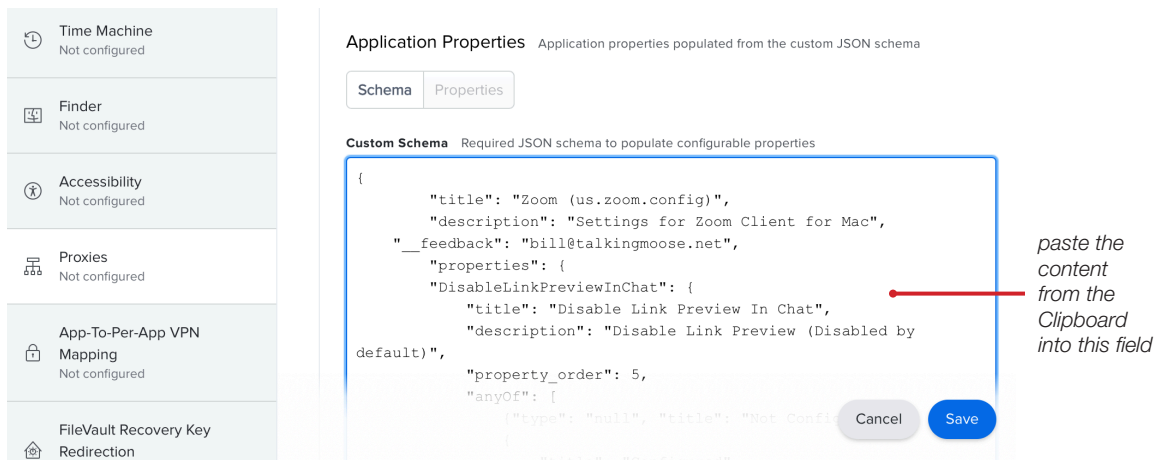 Time Machine
Not configured
Finder
Not configured
Accessibility
Not configured
Proxies
Not configured
App-To-Per-App VPN
Mapping
Not configured
FileVault Recovery Key
Redirection
Application Properties Application properties populated from the custom JSON schema
Schema Properties
Custom Schema Required JSON schema to populate configurable properties
{
"title": "Zoom (us.zoom.config)",
"description": "Settings for Zoom Client for Mac",
"__feedback": "bill@talkingmoose.net",
"properties": {
"DisableLinkPreviewInChat": {
"title": "Disable Link Preview In Chat",
"description": "Disable Link Preview (Disabled by
default)",
"property_order": 5,
"anyOf": [
{"type": "null", "title": "Not
{
Cancel Save
paste the
content
from the
Clipboard
into this field